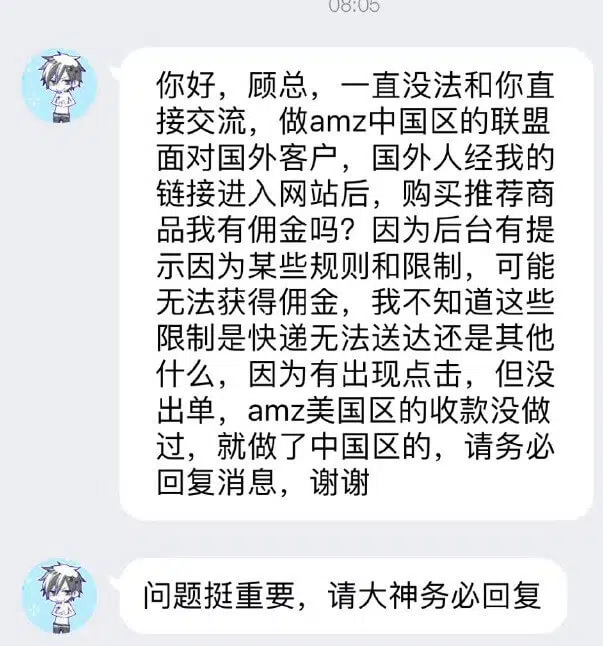 08:05
你好，顾总，一直没法和你直
接交流，做amz中国区的联盟
面对国外客户，国外人经我的
链接进入网站后，购买推荐商
品我有佣金吗？因为后台有提
示因为某些规则和限制，可能
无法获得佣金，我不知道这些
限制是快递无法送达还是其他
什么，因为有出现点击，但没
出单，amz美国区的收款没做
过，就做了中国区的，请务必
回复消息，谢谢
问题挺重要，请大神务必回复